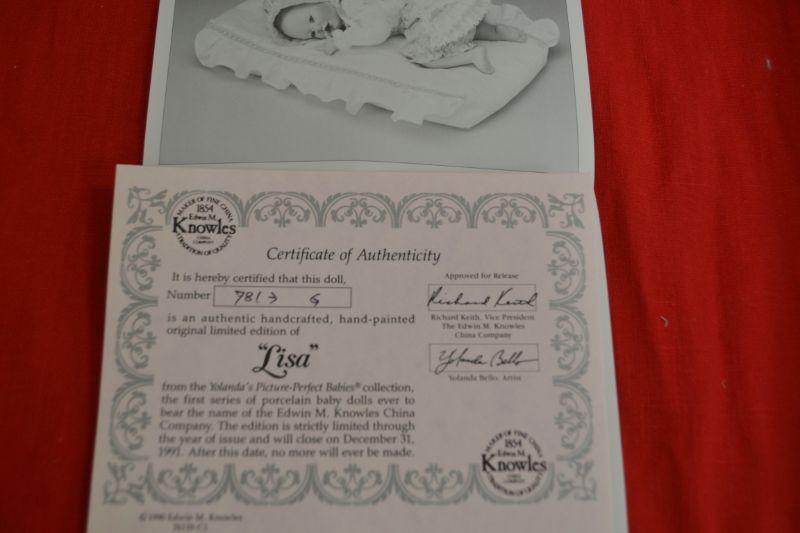 MAKER OF FINE CHINA
1854
Edwin M.
Knowles
CHINA
COMPANY
TRADITION OF QUALITY
Certificate of Authenticity
It is hereby certified that this doll,
Number
is an authentic handcrafted, hand-painted
original limited edition of
"Lisa"
from the Yolanda's Picture-Perfect Babies® collection,
the first series of porcelain baby dolls ever to
bear the name of the Edwin M. Knowles China
Company. The edition is strictly limited through
the year of issue and will close on December 31,
1991. After this date, no more will ever be made.
Approved for Release
Richard Keith
Richard Keith, Vice President
The Edwin M. Knowles
China Company
Yolanda Bello
Yolanda Bello, Artist
MAKER OF FINE CHINA
1854
Edwin M.
Knowles
CHINA
COMPANY
TRADITION OF QUALITY
©1990 Edwin M. Knowles